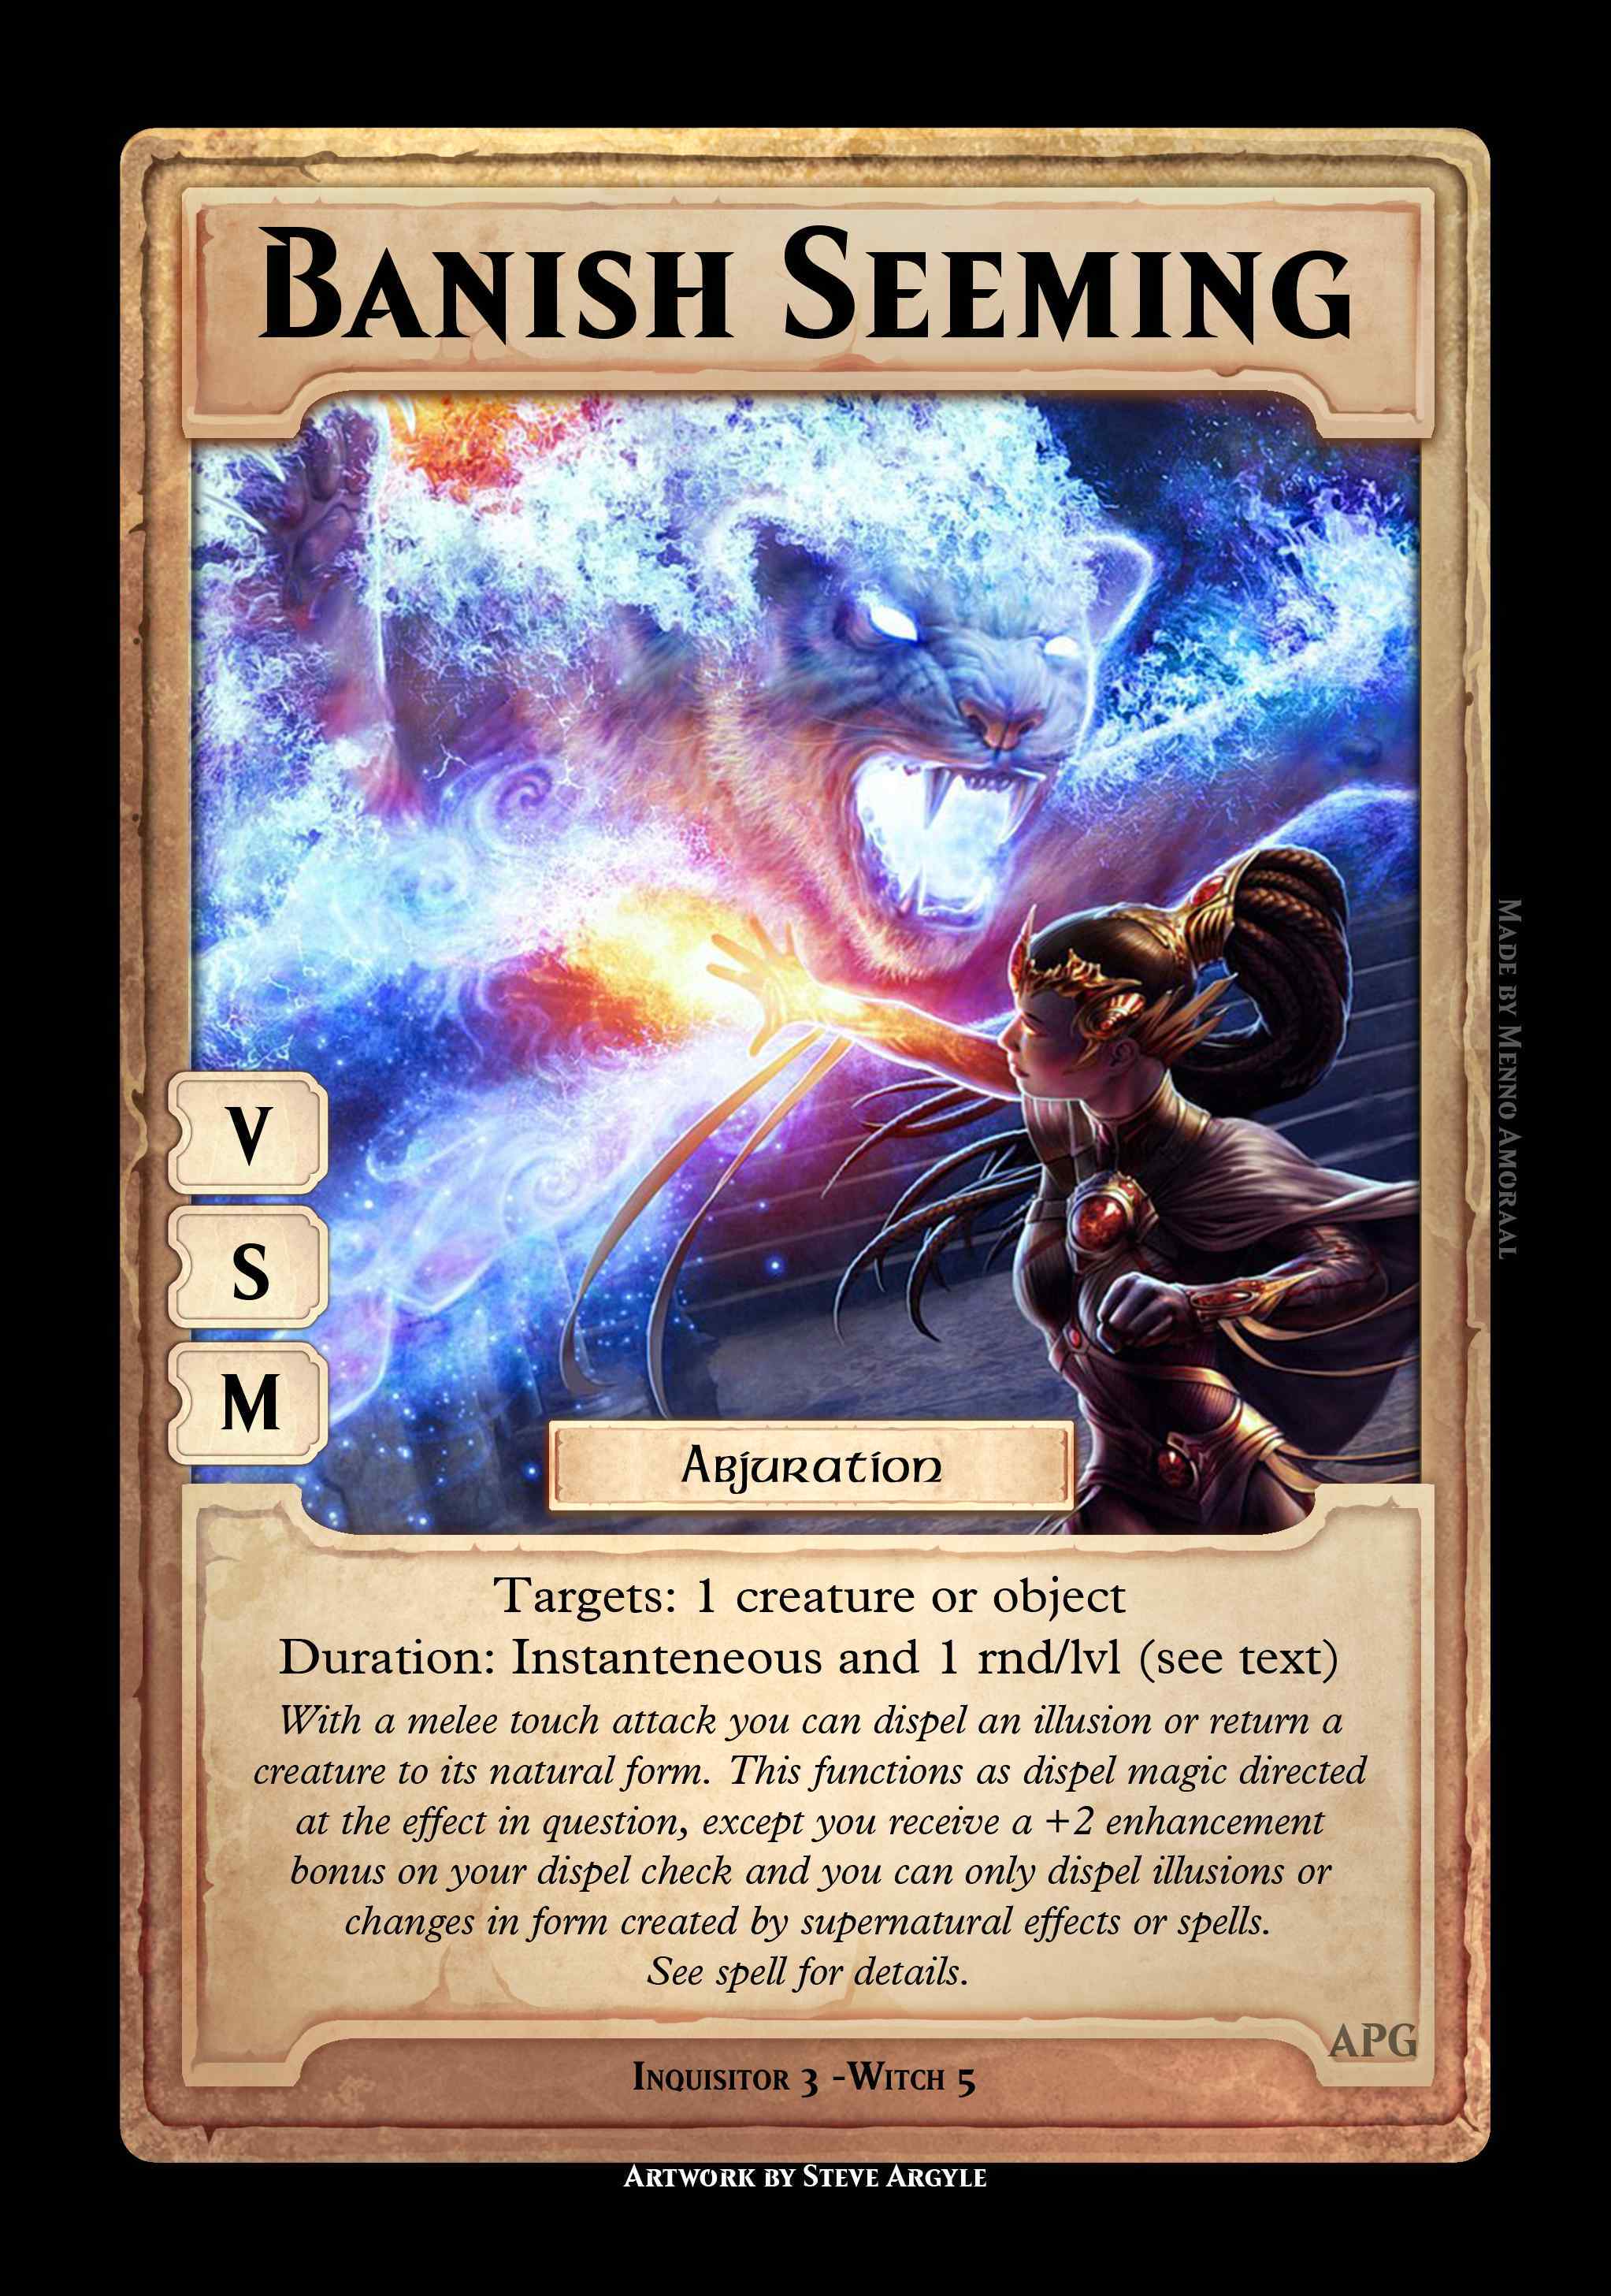 Banish Seeming
V
S
M
Abjuration
Targets: 1 creature or object
Duration: Instanteneous and 1 rnd/lvl (see text)
With a melee touch attack you can dispel an illusion or return a
creature to its natural form. This functions as dispel magic directed
at the effect in question, except you receive a +2 enhancement
bonus on your dispel check and you can only dispel illusions or
changes in form created by supernatural effects or spells.
See spell for details.
APG
Inquisitor 3 -Witch 5
Artwork by Steve Argyle
Made by Menno Amoraal